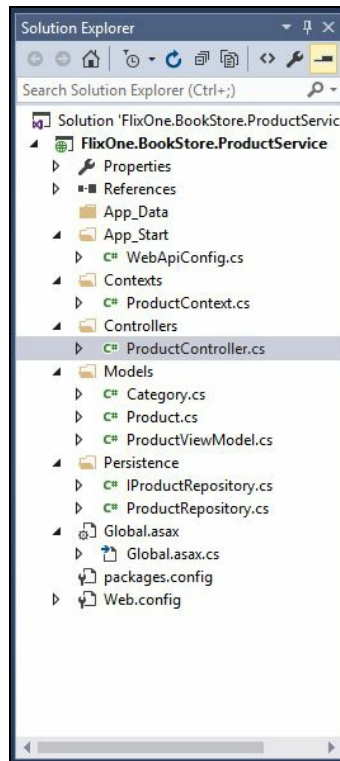 Solution Explorer
Search Solution Explorer (Ctrl+;)
Solution 'FlixOne.BookStore.ProductServic
FlixOne.BookStore.ProductService
Properties
References
App_Data
App_Start
C# WebApiConfig.cs
Contexts
C# ProductContext.cs
Controllers
C# ProductController.cs
Models
C# Category.cs
C# Product.cs
C# ProductViewModel.cs
Persistence
C# IProductRepository.cs
C# ProductRepository.cs
Global.asax
Global.asax.cs
packages.config
Web.config